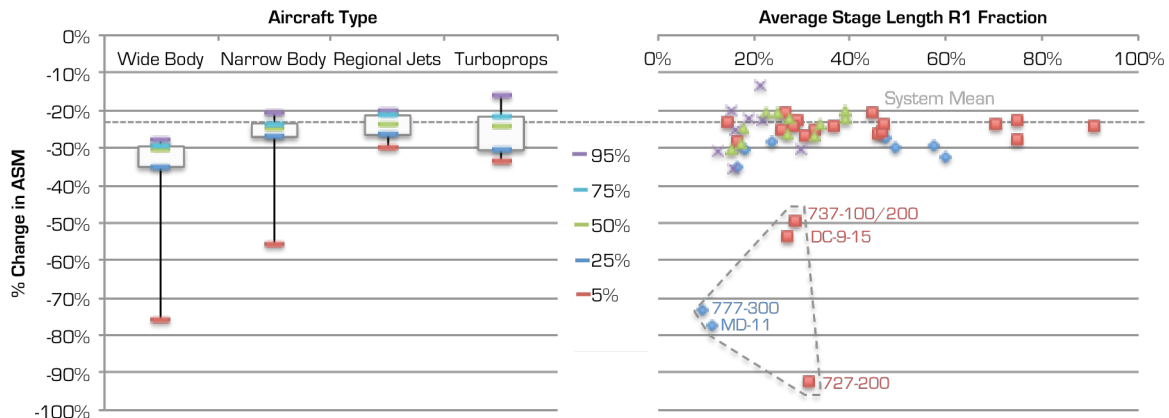 Aircraft Type
Average Stage Length R1 Fraction
0%
-10%
-20%
-30%
-40%
-50%
-60%
-70%
-80%
-90%
-100%
% Change in ASM
Wide Body Narrow Body Regional Jets Turboprops
95%
75%
50%
25%
5%
0% 20% 40% 60% 80% 100%
System Mean
737-100/200
DC-9-15
777-300
MD-11
727-200